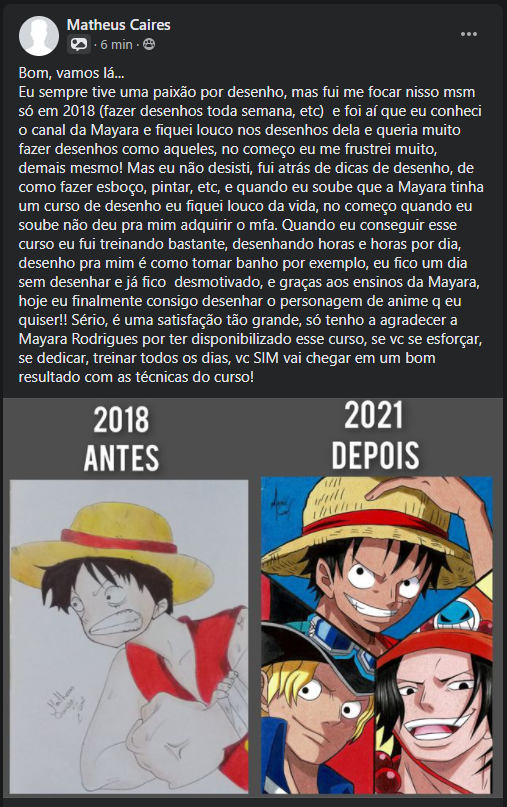 Matheus Caires
· 6 min ·
Bom, vamos lá...
Eu sempre tive uma paixão por desenho, mas fui me focar nisso msm
só em 2018 (fazer desenhos toda semana, etc)  e foi aí que eu conheci
o canal da Mayara e fiquei louco nos desenhos dela e queria muito
fazer desenhos como aqueles, no começo eu me frustrei muito,
demais mesmo! Mas eu não desisti, fui atrás de dicas de desenho, de
como fazer esboço, pintar, etc, e quando eu soube que a Mayara tinha
um curso de desenho eu fiquei louco da vida, no começo quando eu
soube não deu pra mim adquirir o mfa. Quando eu conseguir esse
curso eu fui treinando bastante, desenhando horas e horas por dia,
desenho pra mim é como tomar banho por exemplo, eu fico um dia
sem desenhar e já fico  desmotivado, e graças aos ensinos da Mayara,
hoje eu finalmente consigo desenhar o personagem de anime q eu
quiser!! Sério, é uma satisfação tão grande, só tenho a agradecer a
Mayara Rodrigues por ter disponibilizado esse curso, se vc se esforçar,
se dedicar, treinar todos os dias, vc SIM vai chegar em um bom
resultado com as técnicas do curso!
2018
ANTES
2021
DEPOIS